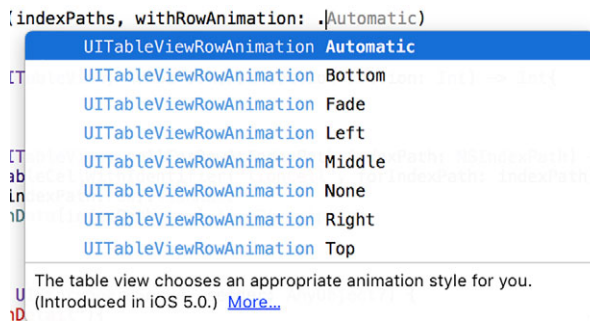 (indexPaths, withRowAnimation: .Automatic)
UITableViewRowAnimation Automatic
UITableViewRowAnimation Bottom
UITableViewRowAnimation Fade
UITableViewRowAnimation Left
UITableViewRowAnimation Middle
UITableViewRowAnimation None
UITableViewRowAnimation Right
UITableViewRowAnimation Top
The table view chooses an appropriate animation style for you.
(Introduced in iOS 5.0.) More...